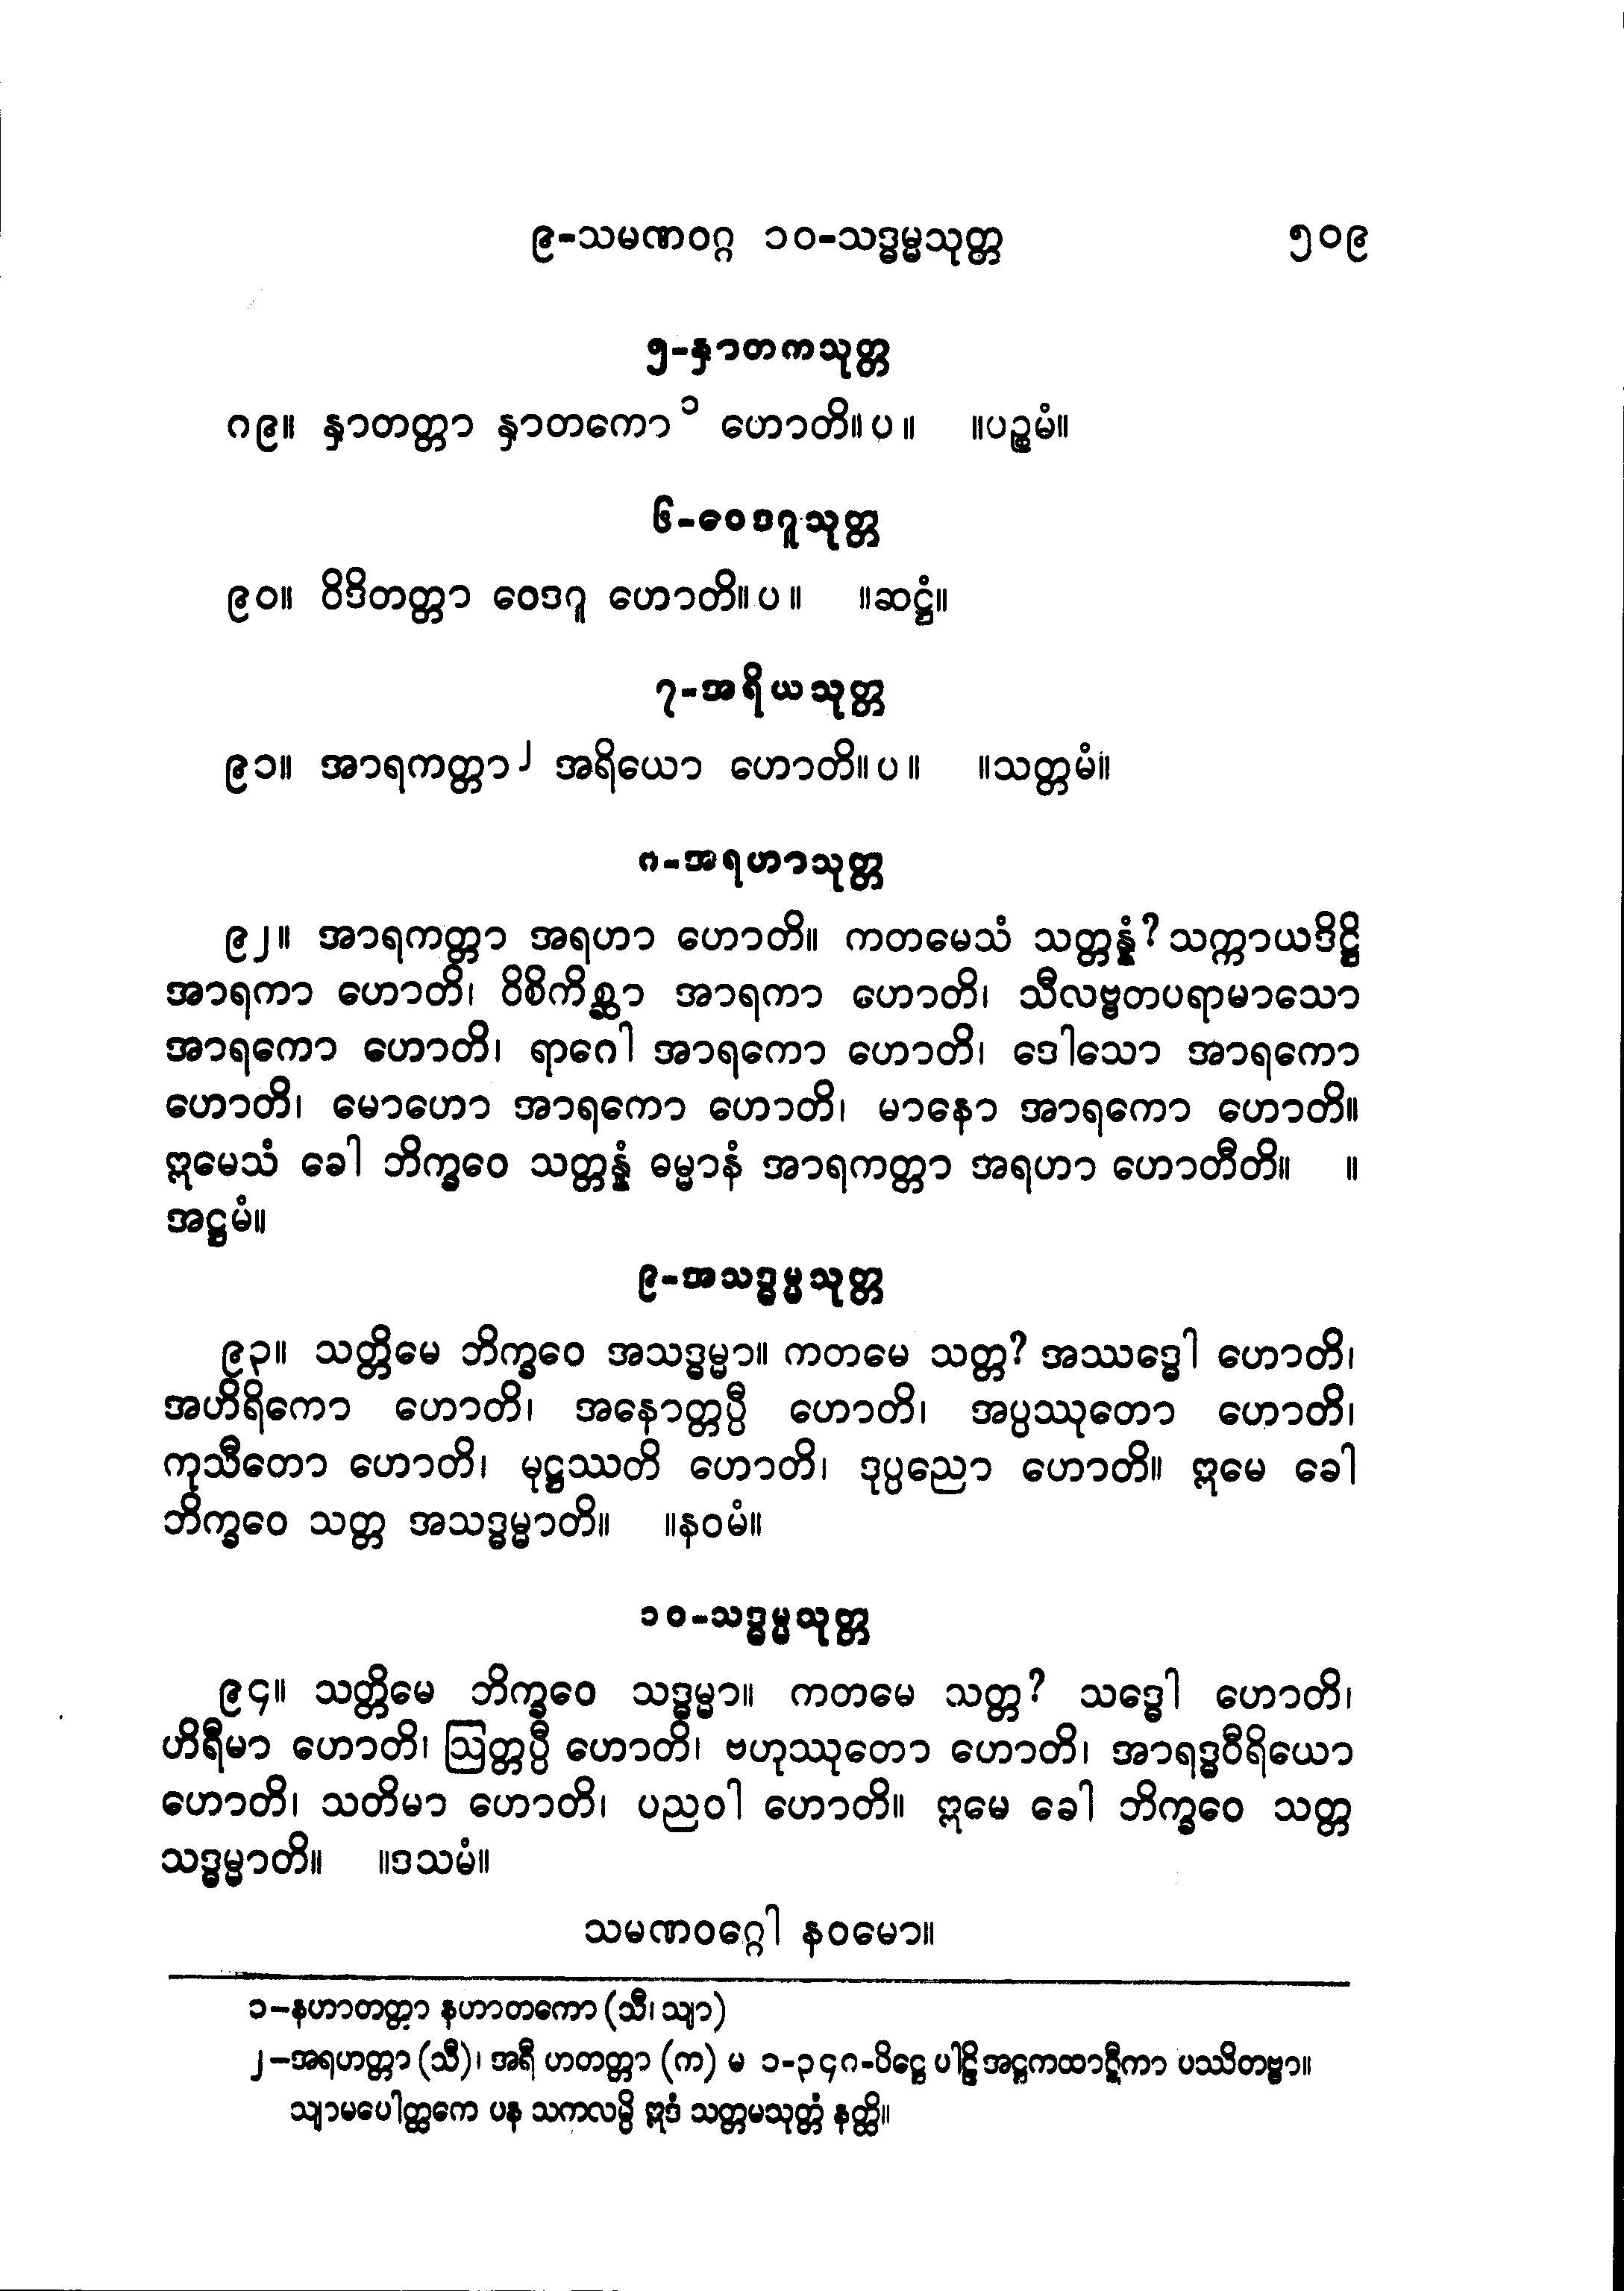 ၉-သမဏဝဂ္ဂ ၁၀-သဒ္ဓမ္မသုတ္တ ၅၀၉
၅-နှာတကသုတ္တ
၈၉။ နှာတတ္တာ နှာတကော၁ ဟောတိ။ပ။ ။ပဉ္စမံ။
၆-ဝေဒဂူသုတ္တ
၉၀။ ဝိဒိတတ္တာ ဝေဒဂူ ဟောတိ။ပ။ ။ဆဋ္ဌံ။
၇-အရိယသုတ္တ
၉၁။ အာရကတ္တာ၂ အရိယော ဟောတိ။ပ။ ။သတ္တမံ။
၈-အရဟာသုတ္တ
၉၂။ အာရကတ္တာ အရဟာ ဟောတိ။ ကတမေသံ သတ္တန္နံ? သက္ကာယဒိဋ္ဌိ
အာရကာ ဟောတိ၊ ဝိစိကိစ္ဆာ အာရကာ ဟောတိ၊ သီလဗ္ဗတပရာမာသော
အာရကော ဟောတိ၊ ရာဂေါ အာရကော ဟောတိ၊ ဒေါသော အာရကော
ဟောတိ၊ မောဟော အာရကော ဟောတိ၊ မာနော အာရကော ဟောတိ။
ဣမေသံ ခေါ ဘိက္ခဝေ သတ္တန္နံ ဓမ္မာနံ အာရကတ္တာ အရဟာ ဟောတီတိ။ ။
အဋ္ဌမံ။
၉-အသဒ္ဓမ္မသုတ္တ
၉၃။ သတ္တိမေ ဘိက္ခဝေ အသဒ္ဓမ္မာ။ ကတမေ သတ္တ? အဿဒ္ဓေါ ဟောတိ၊
အဟိရိကော ဟောတိ၊ အနောတ္တပ္ပီ ဟောတိ၊ အပ္ပဿုတော ဟောတိ၊
ကုသီတော ဟောတိ၊ မုဋ္ဌဿတိ ဟောတိ၊ ဒုပ္ပညော ဟောတိ။ ဣမေ ခေါ
ဘိက္ခဝေ သတ္တ အသဒ္ဓမ္မာတိ။ ။နဝမံ။
၁၀-သဒ္ဓမ္မသုတ္တ
၉၄။ သတ္တိမေ ဘိက္ခဝေ သဒ္ဓမ္မာ။ ကတမေ သတ္တ? သဒ္ဓေါ ဟောတိ၊
ဟိရီမာ ဟောတိ၊ ဩတ္တပ္ပီ ဟောတိ၊ ဗဟုဿုတော ဟောတိ၊ အာရဒ္ဓဝီရိယော
ဟောတိ၊ သတိမာ ဟောတိ၊ ပညဝါ ဟောတိ။ ဣမေ ခေါ ဘိက္ခဝေ သတ္တ
သဒ္ဓမ္မာတိ။ ။ဒသမံ။
သမဏဝဂ္ဂေါ နဝမော။
၁–နဟာတတ္တာ နဟာတကော (သီ၊ သျာ)
၂–အရဟတ္တာ (သီ)၊ အရီ ဟတတ္တာ (က) မ ၁-၃၄၈-ပိဋ္ဌေ ပါဠိအဋ္ဌကထာဋီကာ ပဿိတဗ္ဗာ။
သျာမပေါတ္ထကေ ပန သကလမ္ပိ ဣဒံ သတ္တမသုတ္တံ နတ္ထိ။